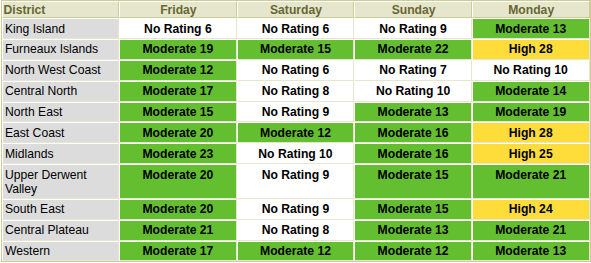 District Friday Saturday Sunday Monday
King Island No Rating 6 No Rating 6 No Rating 9 Moderate 13
Furneaux Islands Moderate 19 Moderate 15 Moderate 22 High 28
North West Coast Moderate 12 No Rating 6 No Rating 7 No Rating 10
Central North Moderate 17 No Rating 8 No Rating 10 Moderate 14
North East Moderate 15 No Rating 9 Moderate 13 Moderate 19
East Coast Moderate 20 Moderate 12 Moderate 16 High 28
Midlands Moderate 23 No Rating 10 Moderate 16 High 25
Upper Derwent Moderate 20 No Rating 9 Moderate 15 Moderate 21
Valley
South East Moderate 20 No Rating 9 Moderate 15 High 24
Central Plateau Moderate 21 No Rating 8 Moderate 13 Moderate 21
Western Moderate 17 Moderate 12 Moderate 12 Moderate 13